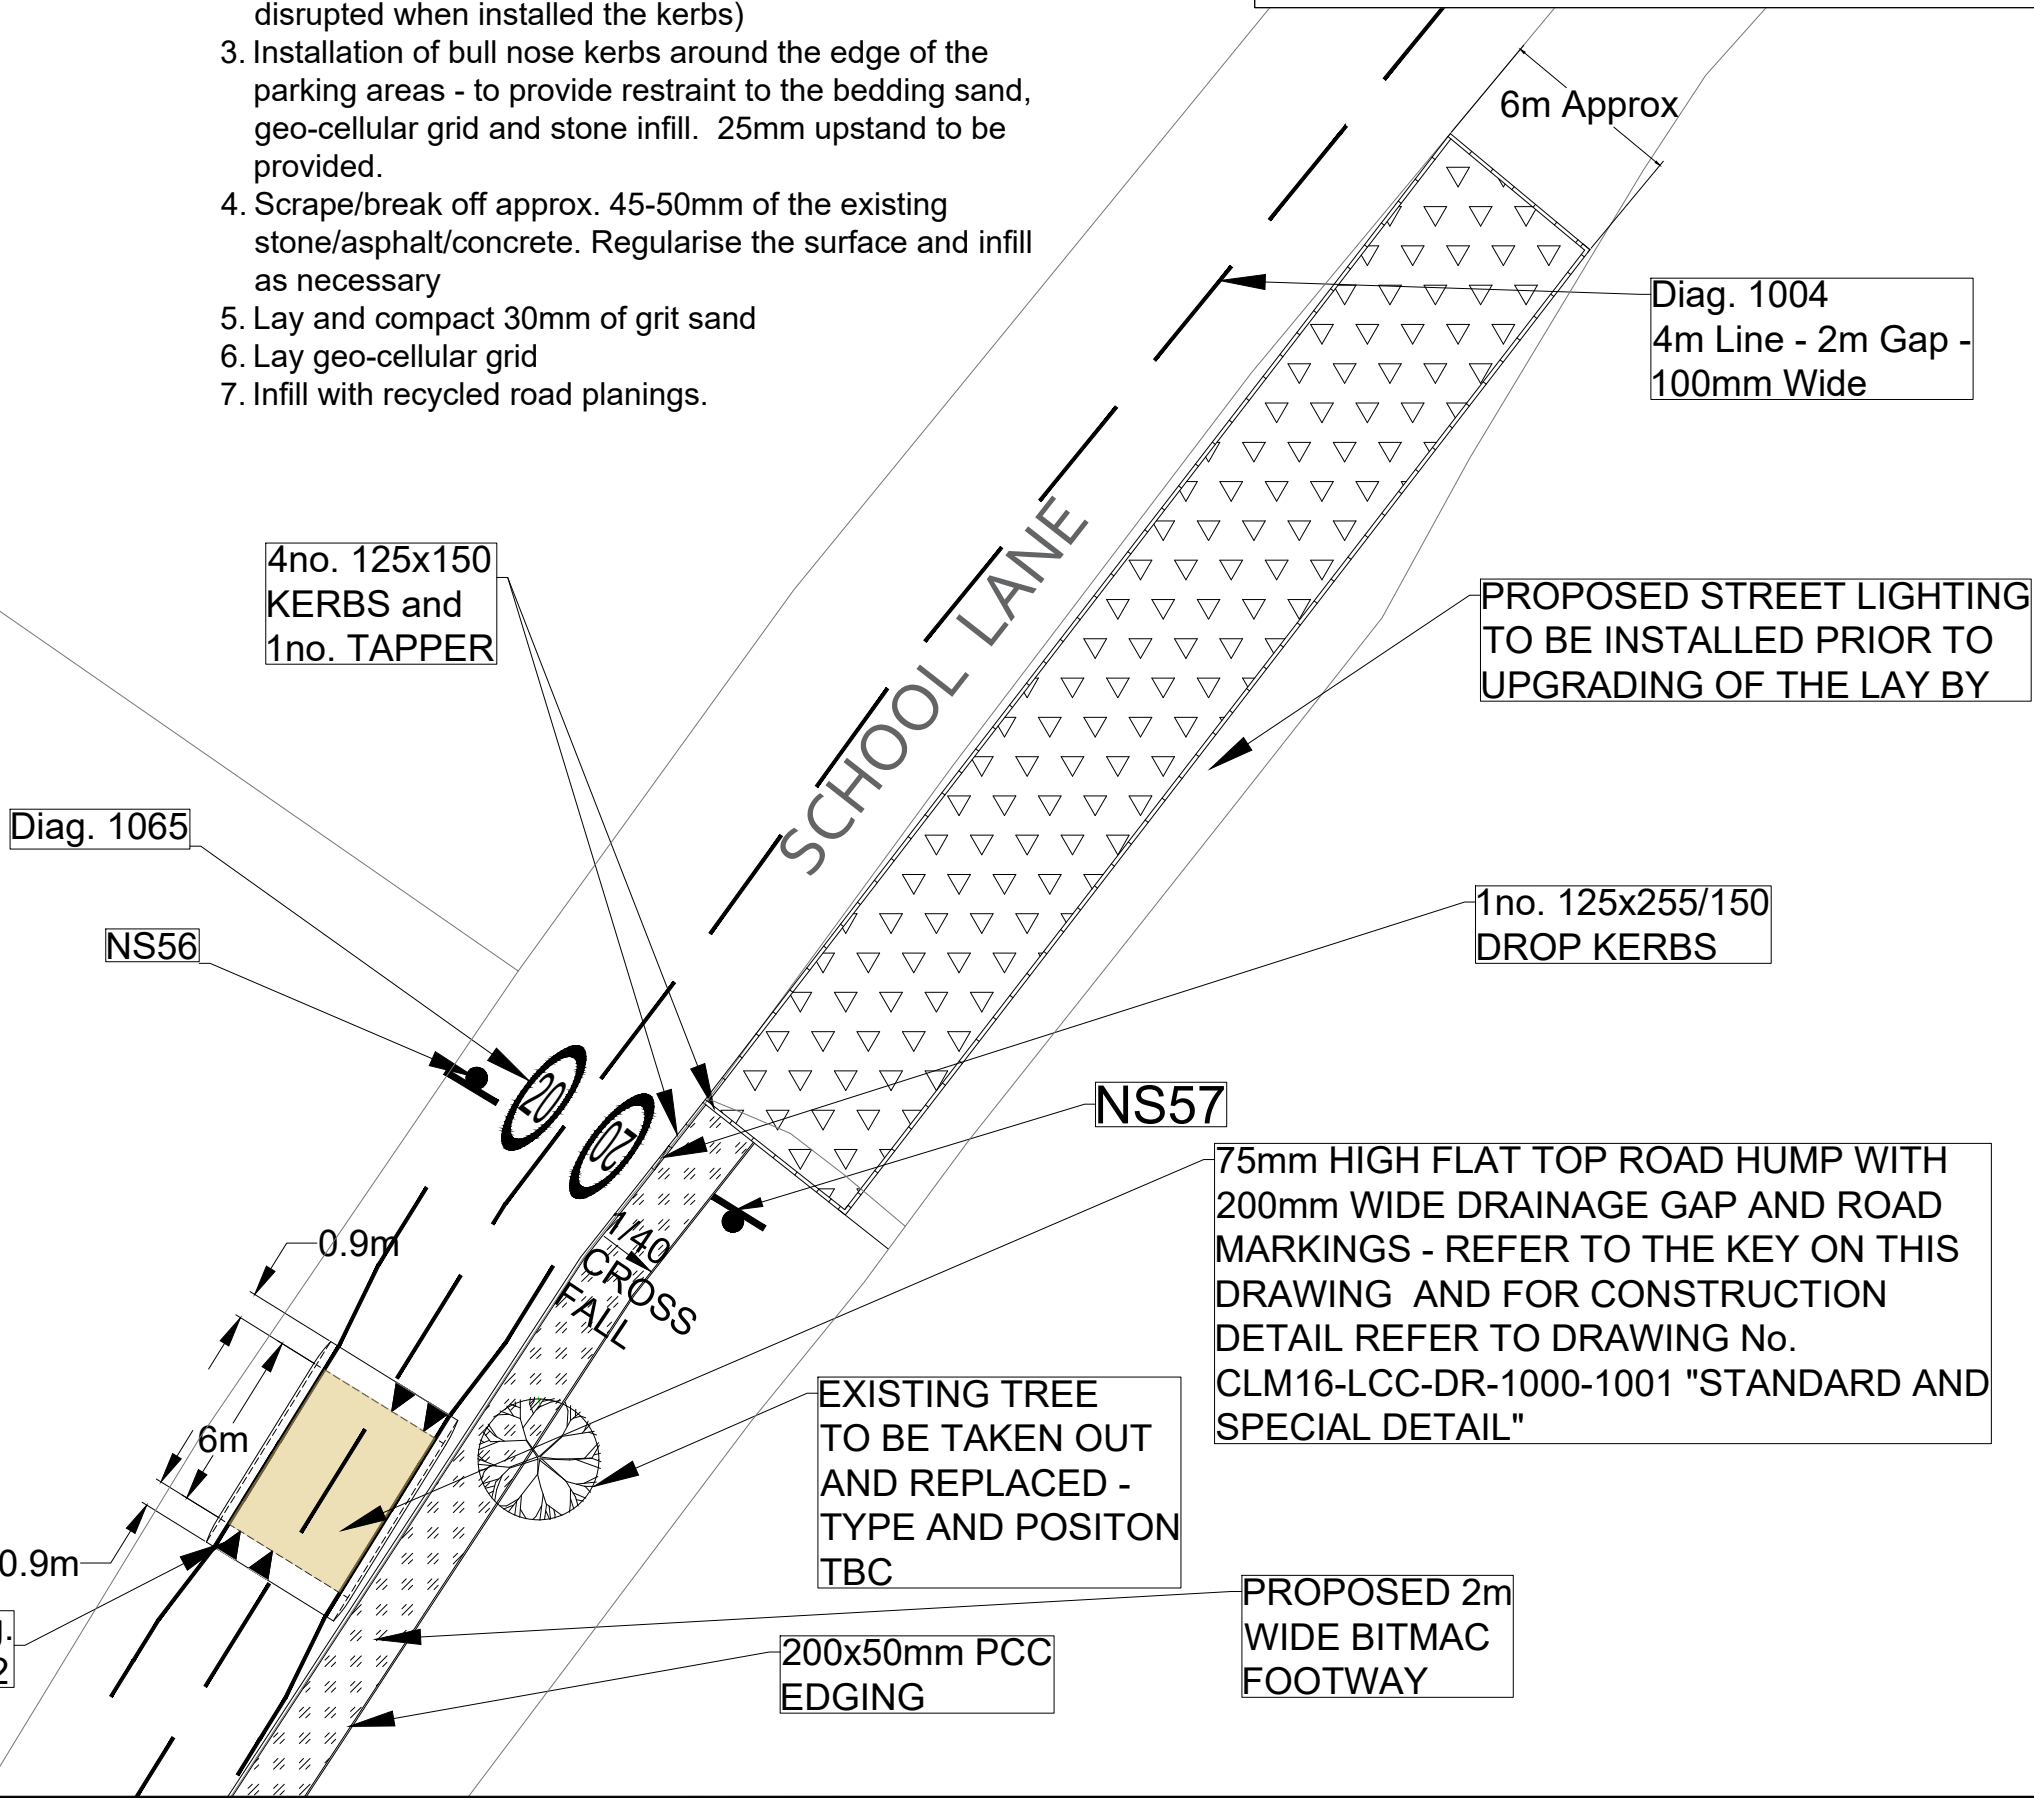 disrupted when installed the kerbs)
3. Installation of bull nose kerbs around the edge of the
parking areas - to provide restraint to the bedding sand,
geo-cellular grid and stone infill.  25mm upstand to be
provided.
4. Scrape/break off approx. 45-50mm of the existing
stone/asphalt/concrete. Regularise the surface and infill
as necessary
5. Lay and compact 30mm of grit sand
6. Lay geo-cellular grid
7. Infill with recycled road planings.
6m Approx
Diag. 1004
4m Line - 2m Gap -
100mm Wide
4no. 125x150
KERBS and
1no. TAPPER
SCHOOL LANE
PROPOSED STREET LIGHTING
TO BE INSTALLED PRIOR TO
UPGRADING OF THE LAY BY
Diag. 1065
NS56
1no. 125x255/150
DROP KERBS
20
20
NS57
75mm HIGH FLAT TOP ROAD HUMP WITH
200mm WIDE DRAINAGE GAP AND ROAD
MARKINGS - REFER TO THE KEY ON THIS
DRAWING  AND FOR CONSTRUCTION
DETAIL REFER TO DRAWING No.
CLM16-LCC-DR-1000-1001 "STANDARD AND
SPECIAL DETAIL"
1/40
CROSS
FALL
0.9m
6m
0.9m
EXISTING TREE
TO BE TAKEN OUT
AND REPLACED -
TYPE AND POSITON
TBC
PROPOSED 2m
WIDE BITMAC
FOOTWAY
200x50mm PCC
EDGING